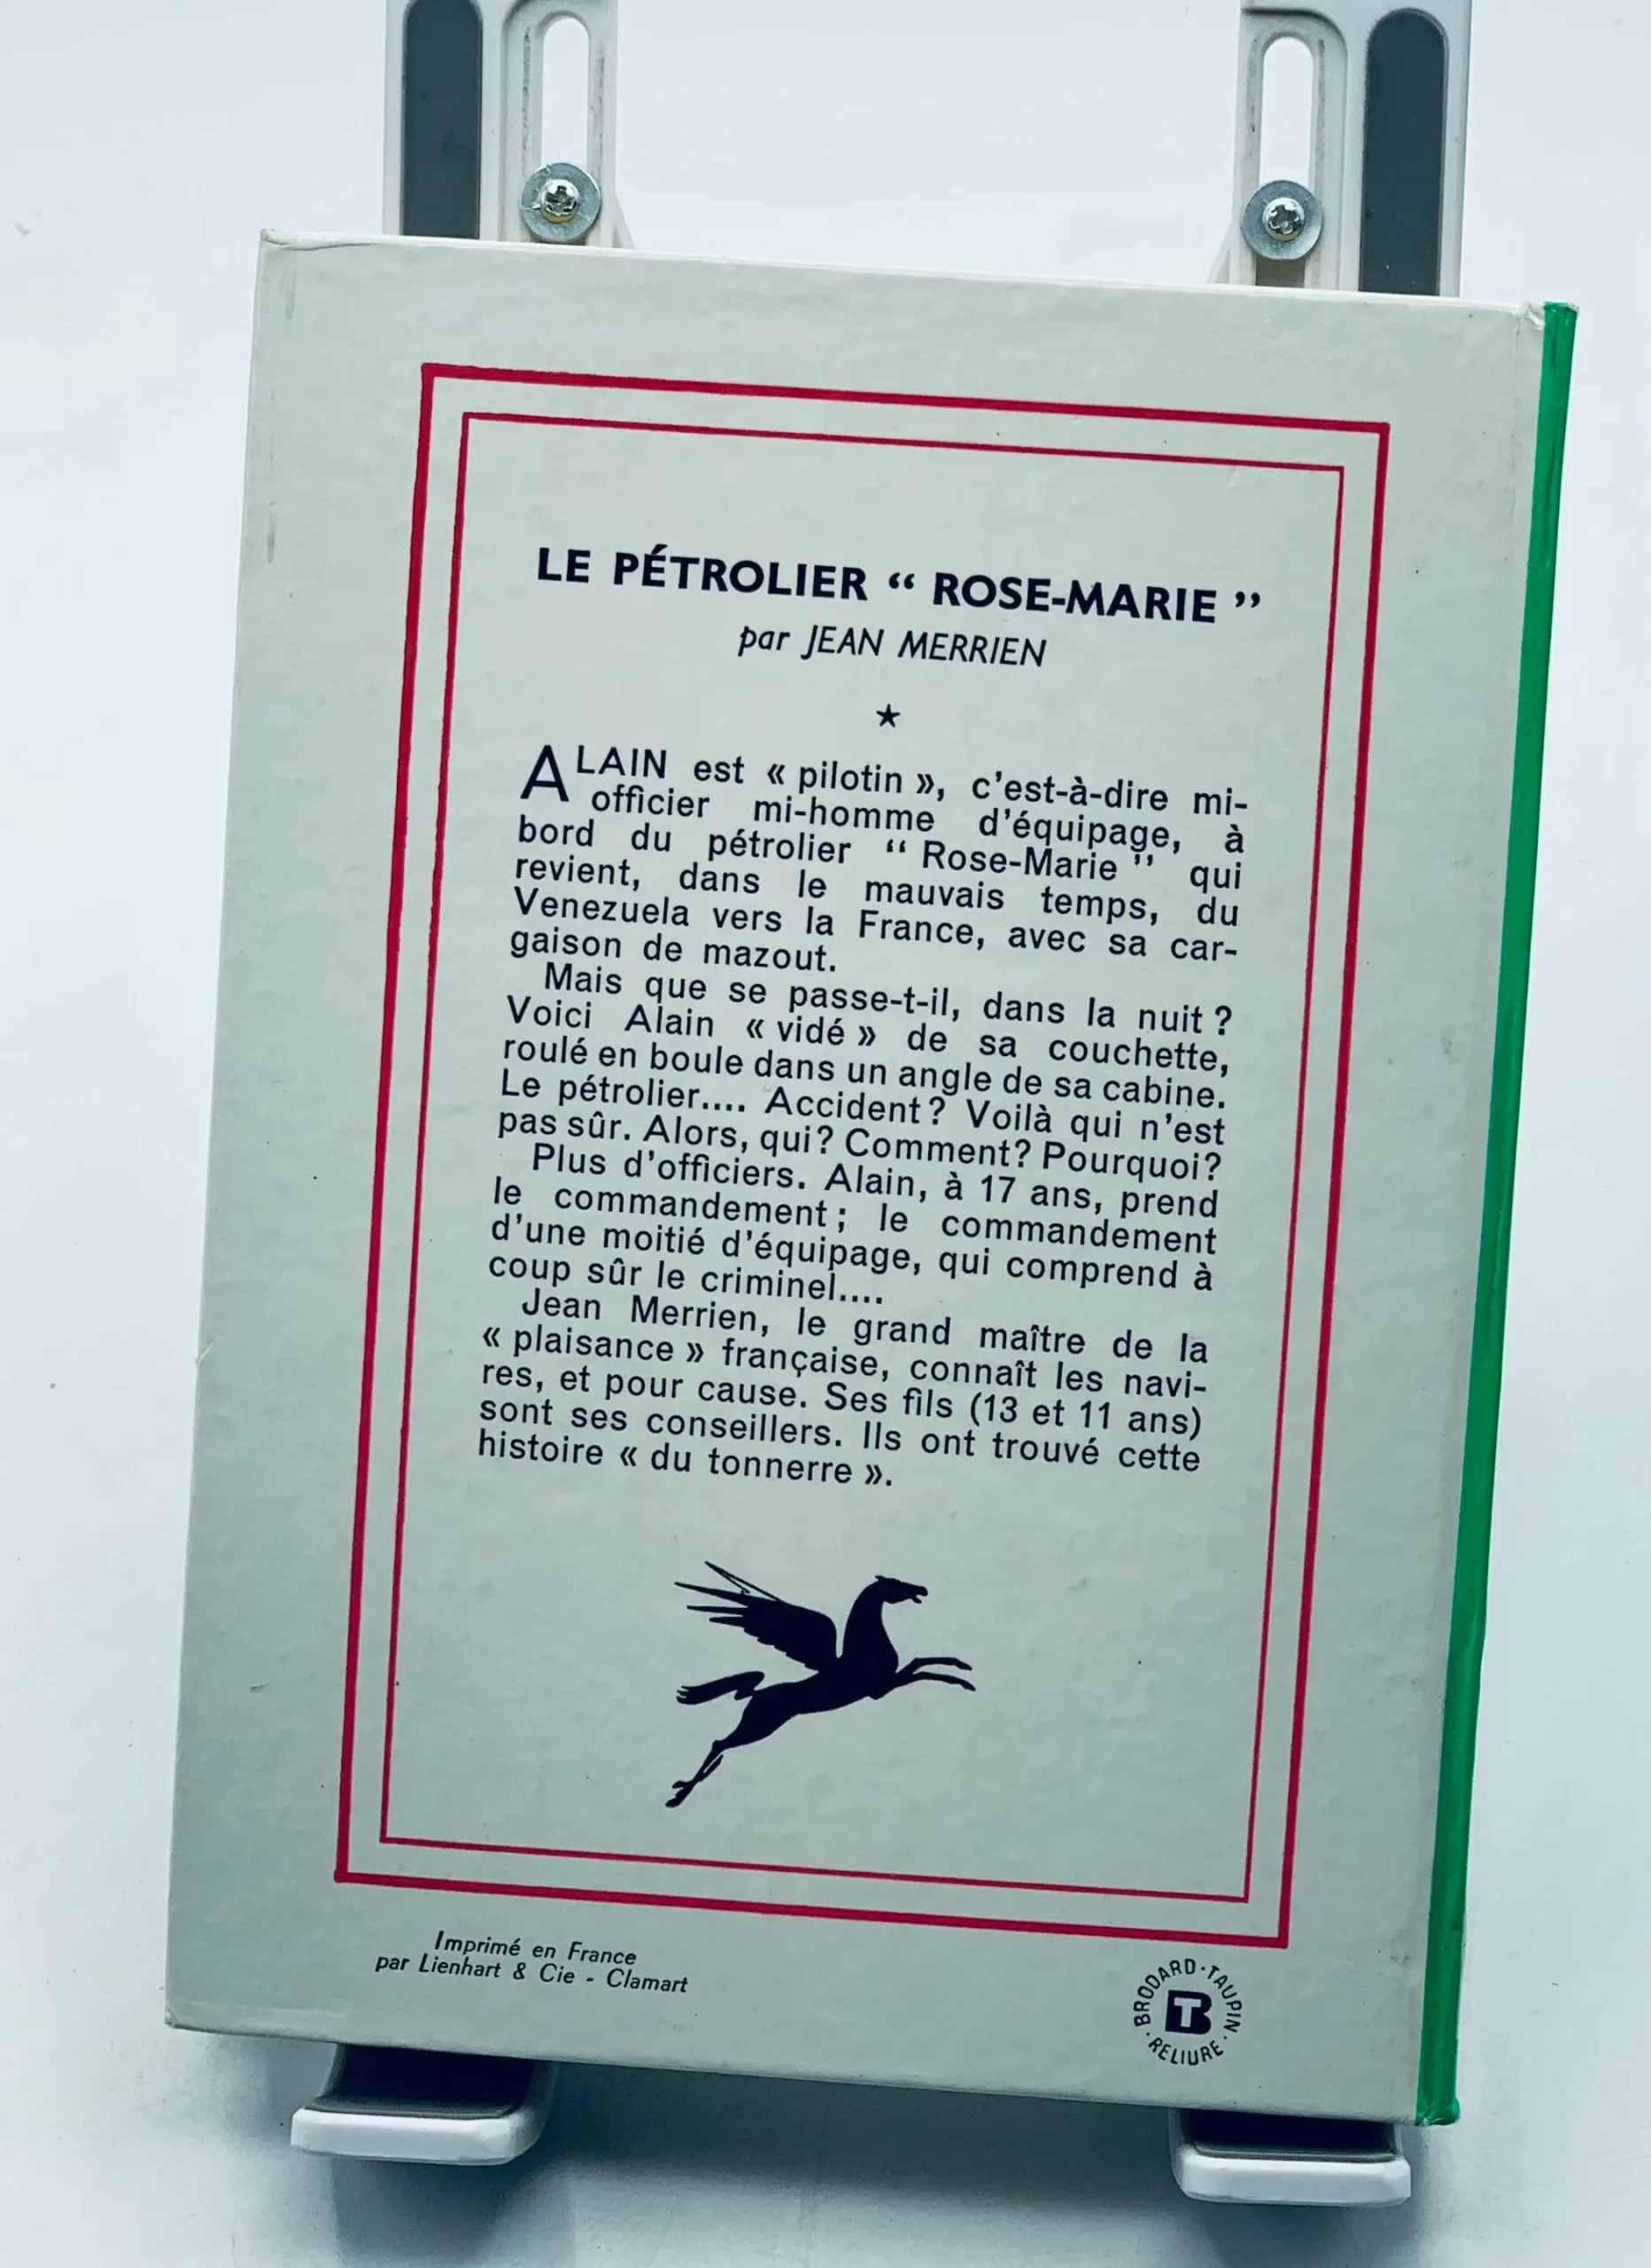 LE PÉTROLIER “ ROSE-MARIE ”
par JEAN MERRIEN
★
ALAIN est « pilotin », c'est-à-dire mi-
officier mi-homme d'équipage, à
bord du pétrolier “ Rose-Marie ” qui
revient, dans le mauvais temps, du
Venezuela vers la France, avec sa car-
gaison de mazout.
Mais que se passe-t-il, dans la nuit ?
Voici Alain « vidé » de sa couchette,
roulé en boule dans un angle de sa cabine.
Le pétrolier.... Accident ? Voilà qui n'est
pas sûr. Alors, qui? Comment? Pourquoi?
Plus d'officiers. Alain, à 17 ans, prend
le commandement ; le commandement
d'une moitié d'équipage, qui comprend à
coup sûr le criminel....
Jean Merrien, le grand maître de la
« plaisance » française, connaît les navi-
res, et pour cause. Ses fils (13 et 11 ans)
sont ses conseillers. Ils ont trouvé cette
histoire « du tonnerre ».
Imprimé en France
par Lienhart & Cie - Clamart
BRODARD · TAUPIN · RELIURE ·
BT